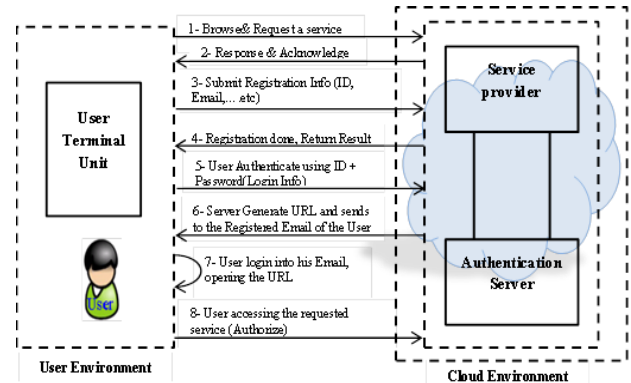 1- Browse& Request a service
2- Response & Acknowledge
3- Submit Registration Info (ID,
Email,... .etc)
4- Registration done, Return Result
5- User Authenticate using ID +
Password(Login Info)
6- Server Generate URL and sends
to the Registered Email of the User
7- User login into his Email,
opening the URL
8- User accessing the requested
service (Authorize)
User
Terminal
Unit
User
User Environment
Service
provider
Authentication
Server
Cloud Environment